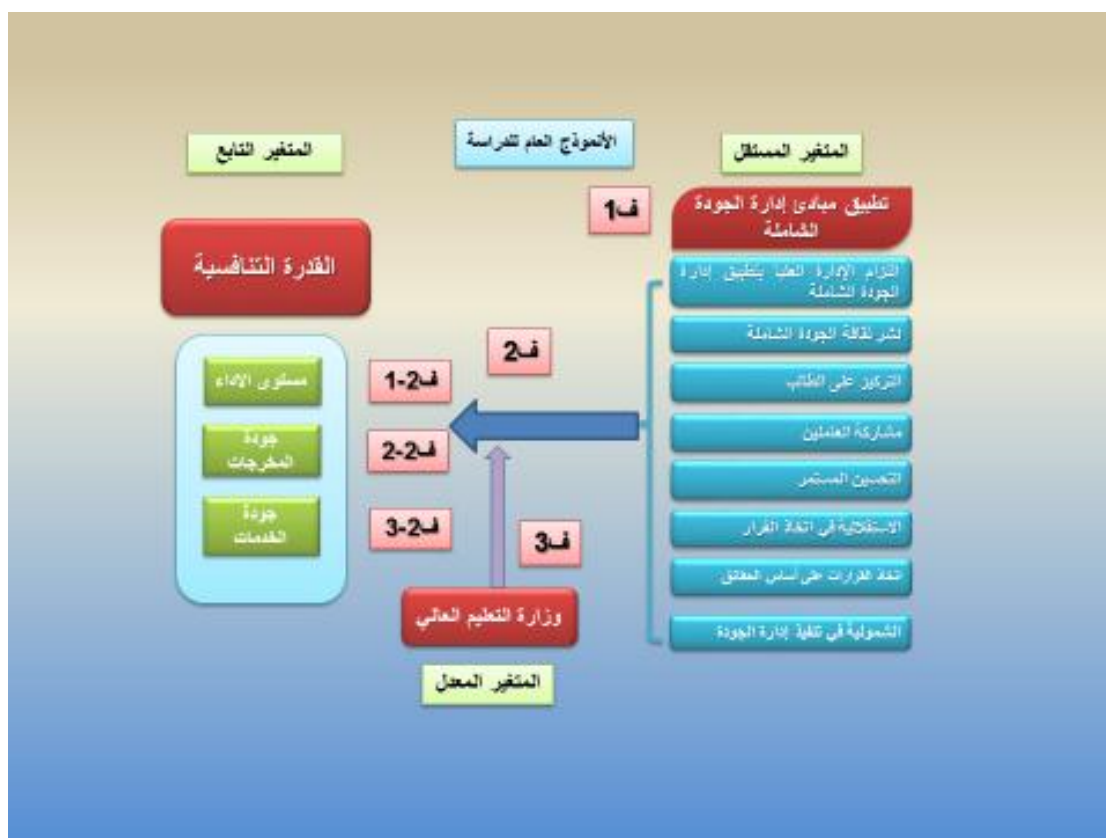 الأنموذج العام للدراسة
المتغير المستقل
المتغير التابع
ف1
تطبيق مبادئ إدارة الجودة
الشاملة
التزام الإدارة العليا بتطبيق إدارة
الجودة الشاملة
نشر ثقافة الجودة الشاملة
التركيز على الطالب
مشاركة العاملين
التحسين المستمر
الاستقلالية في اتخاذ القرار
اتخاذ القرارات على أساس الحقائق
الشمولية في تنفيذ إدارة الجودة
ف2
ف2-1
ف2-2
ف2-3
ف3
القدرة التنافسية
مستوى الاداء
جودة
المخرجات
جودة
الخدمات
وزارة التعليم العالي
المتغير المعدل